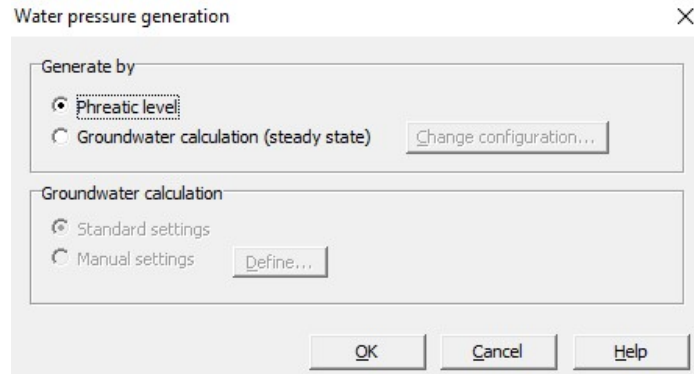 Water pressure generation
Generate by
Phreatic level
Groundwater calculation (steady state) Change configuration...
Groundwater calculation
Standard settings
Manual settings Define...
OK Cancel Help